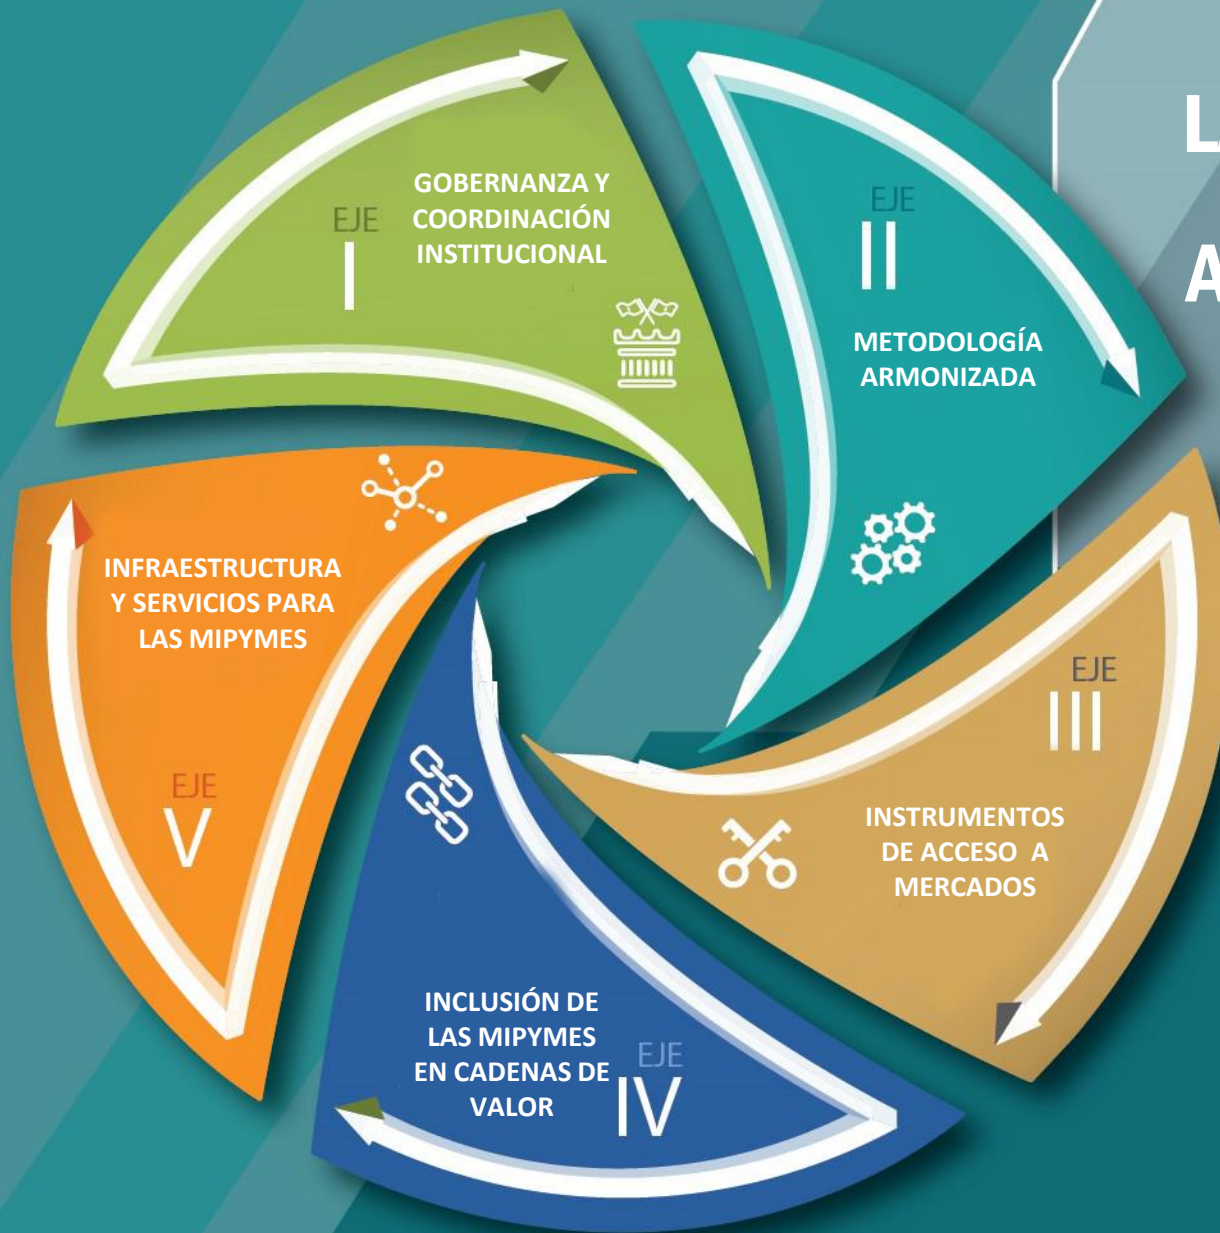 EJE
I
GOBERNANZA Y
COORDINACIÓN
INSTITUCIONAL
EJE
II
METODOLOGÍA
ARMONIZADA
EJE
III
INSTRUMENTOS
DE ACCESO A
MERCADOS
INCLUSIÓN DE
LAS MIPYMES
EN CADENAS DE
VALOR
EJE
IV
INFRAESTRUCTURA
Y SERVICIOS PARA
LAS MIPYMES
EJE
V